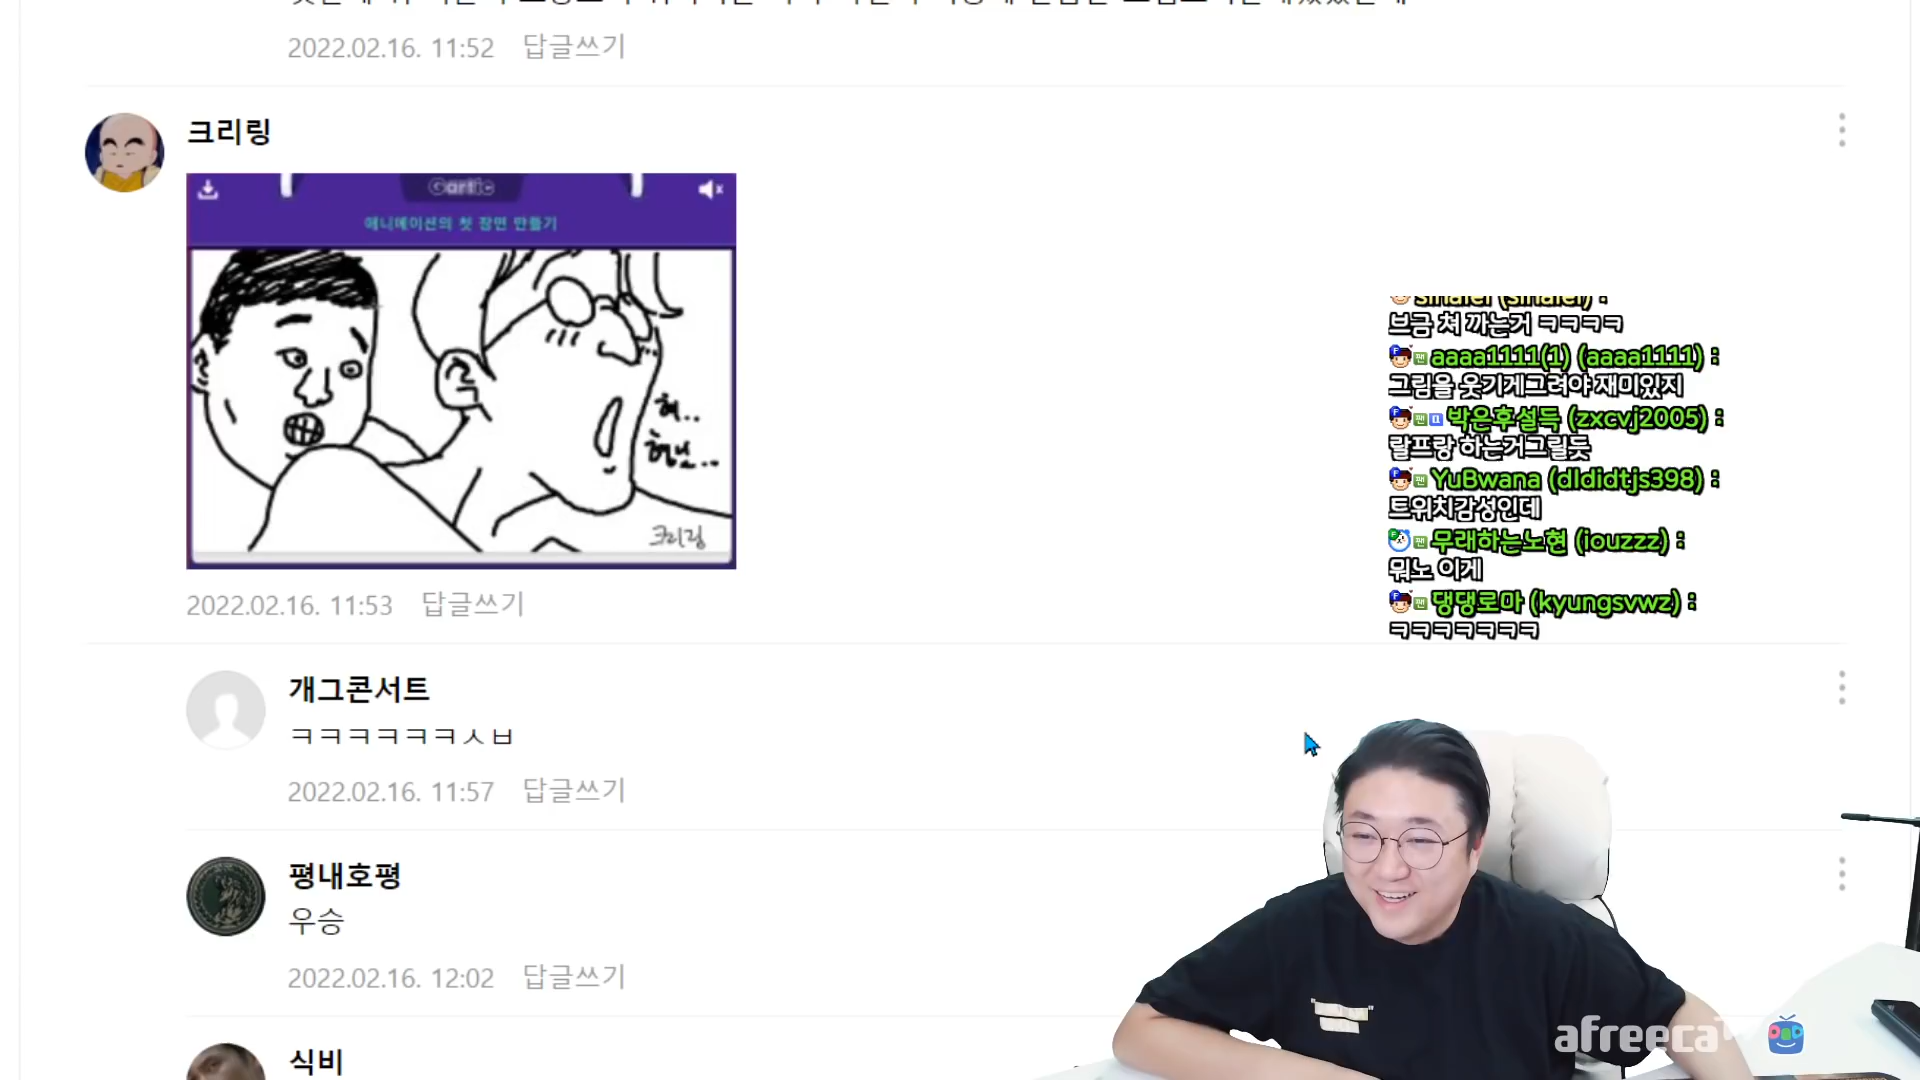 2022.02.16. 11:52 답글쓰기
크리링
Gartic
애니메이션의 첫 장면 만들기
혀..
형님..
크리링
2022.02.16. 11:53 답글쓰기
개그콘서트
ㅋㅋㅋㅋㅋㅋㅅㅂ
2022.02.16. 11:57 답글쓰기
평내호평
우승
2022.02.16. 12:02 답글쓰기
식비
브금 쳐 까는거 ㅋㅋㅋㅋ
aaaa1111(1) (aaaa1111) :
그림을 웃기게그려야 재미있지
박은후설득 (zxcvj2005) :
랄프랑 하는거그릴듯
YuBwana (dldidtjs398) :
트위치감성인데
무래하는노현 (iouzzz) :
뭐노 이게
댕댕로마 (kyungsvwz) :
ㅋㅋㅋㅋㅋㅋㅋ
afreeca